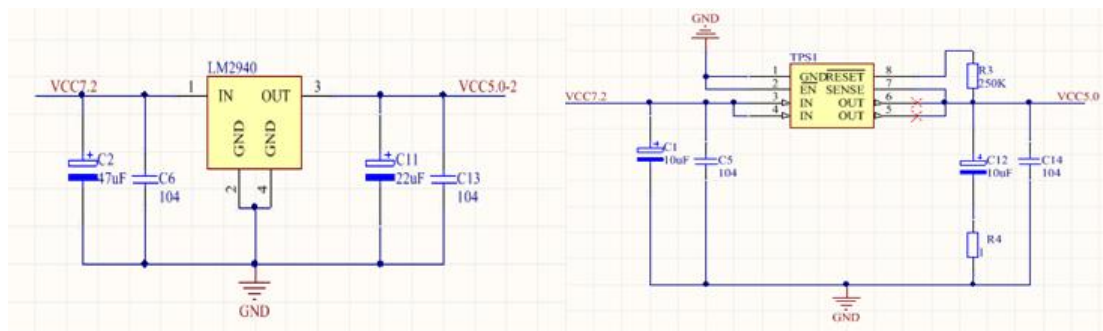 LM2940
VCC7.2
1
IN
OUT
3
VCC5.0-2
GND
GND
C2
47uF
C6
104
2
4
C11
22uF
C13
104
GND
GND
TPS1
VCC7.2
1
GND
RESET
8
2
EN
SENSE
7
3
IN
OUT
6
4
IN
OUT
5
R3
250K
VCC5.0
C1
10uF
C5
104
C12
10uF
C14
104
R4
1
GND